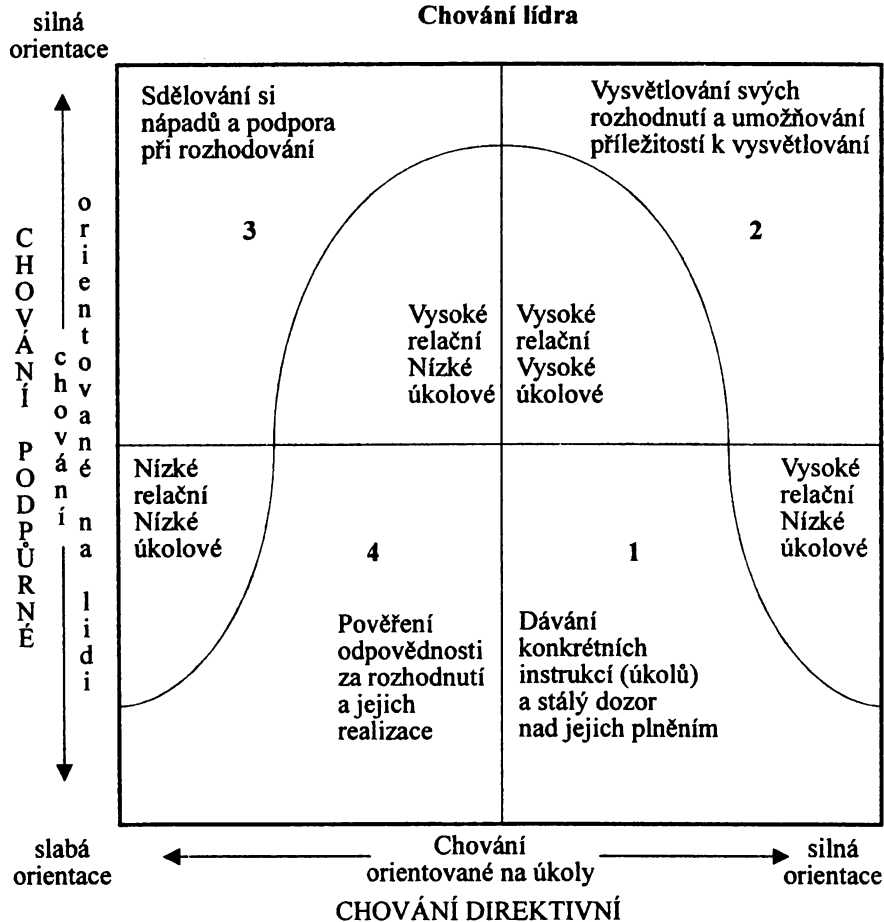 Chování lídra
silná
orientace
Sdělování si
nápadů a podpora
při rozhodování
Vysvětlování svých
rozhodnutí a umožňování
příležitostí k vysvětlování
3
2
CHOVÁNÍ PODPŮRNÉ
chování
orientované na lidi
Vysoké
relační
Nízké
úkolové
Vysoké
relační
Vysoké
úkolové
Nízké
relační
Nízké
úkolové
Vysoké
relační
Nízké
úkolové
4
1
Pověření
odpovědnosti
za rozhodnutí
a jejich
realizace
Dávání
konkrétních
instrukcí (úkolů)
a stálý dozor
nad jejich plněním
slabá
orientace
Chování
orientované na úkoly
silná
orientace
CHOVÁNÍ DIREKTIVNÍ